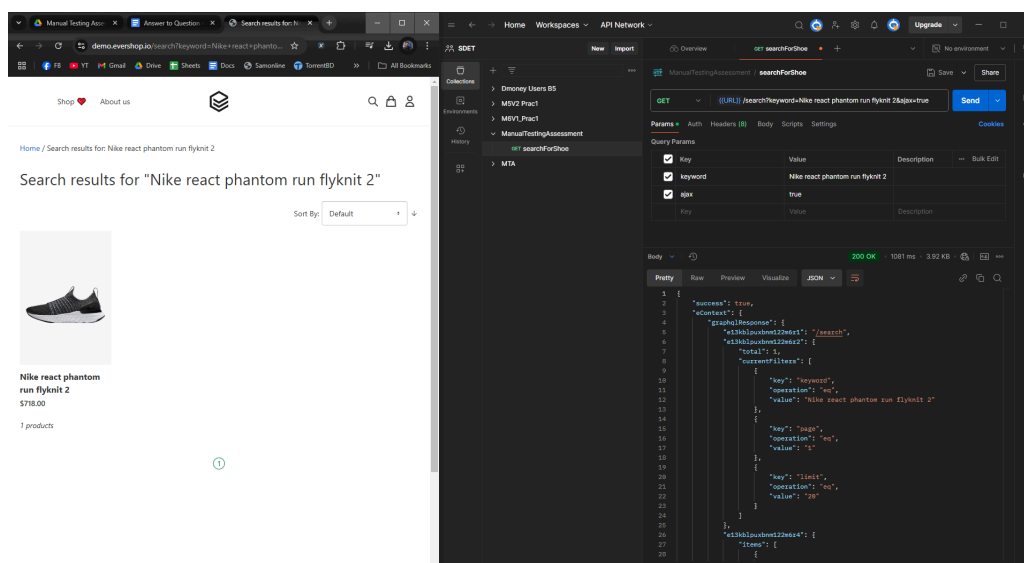 Manual Testing Asse
Answer to Question
Search results for: N
demo.evershop.io/search?keyword=Nike+react+phanto...
FB
YT
Gmail
Drive
Sheets
Docs
Samonline
TorrentBD
»
All Bookmarks
Shop
About us
Home / Search results for: Nike react phantom run flyknit 2
Search results for "Nike react phantom run flyknit 2"
Sort By:
Default
Nike react phantom
run flyknit 2
$718.00
1 products
1
Home
Workspaces
API Network
Upgrade
SDET
New
Import
Overview
GET searchForShoe
No environment
Collections
Environments
History
Dmoney Users B5
M5V2 Prac1
M6V1_Prac1
ManualTestingAssessment
GET searchForShoe
MTA
ManualTestingAssessment / searchForShoe
Save
Share
GET
{{URL}} /search?keyword=Nike react phantom run flyknit 2&ajax=true
Send
Params
Auth
Headers (8)
Body
Scripts
Settings
Cookies
Query Params
Key
Value
Description
Bulk Edit
keyword
Nike react phantom run flyknit 2
ajax
true
Key
Value
Description
Body
200 OK
1081 ms
3.92 KB
Pretty
Raw
Preview
Visualize
JSON
1 {
2 "success": true,
3 "eContext": {
4 "graphqlResponse": {
5 "e13kblpuxbnm122m6r1": "/search",
6 "e13kblpuxbnm122m6r2": {
7 "total": 1,
8 "currentFilters": [
9 {
10 "key": "keyword",
11 "operation": "eq",
12 "value": "Nike react phantom run flyknit 2"
13 },
14 {
15 "key": "page",
16 "operation": "eq",
17 "value": "1"
18 },
19 {
20 "key": "limit",
21 "operation": "eq",
22 "value": "20"
23 }
24 ]
25 },
26 "e13kblpuxbnm122m6r4": {
27 "items": [
28 {